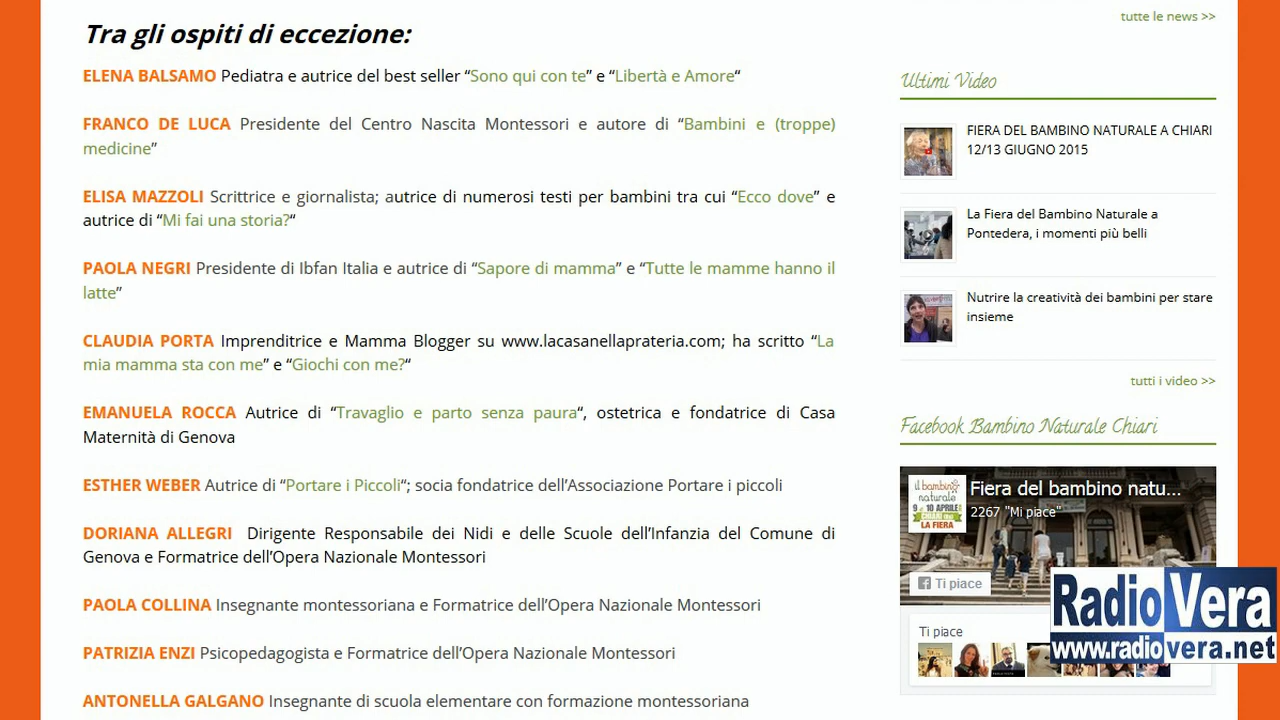 Tra gli ospiti di eccezione:
ELENA BALSAMO Pediatra e autrice del best seller “Sono qui con te” e “Libertà e Amore“
FRANCO DE LUCA Presidente del Centro Nascita Montessori e autore di “Bambini e (troppe)
medicine”
ELISA MAZZOLI Scrittrice e giornalista; autrice di numerosi testi per bambini tra cui “Ecco dove” e
autrice di “Mi fai una storia?“
PAOLA NEGRI Presidente di Ibfan Italia e autrice di “Sapore di mamma” e “Tutte le mamme hanno il
latte”
CLAUDIA PORTA Imprenditrice e Mamma Blogger su www.lacasanellaprateria.com; ha scritto “La
mia mamma sta con me” e “Giochi con me?“
EMANUELA ROCCA Autrice di “Travaglio e parto senza paura“, ostetrica e fondatrice di Casa
Maternità di Genova
ESTHER WEBER Autrice di “Portare i Piccoli“; socia fondatrice dell’Associazione Portare i piccoli
DORIANA ALLEGRI Dirigente Responsabile dei Nidi e delle Scuole dell’Infanzia del Comune di
Genova e Formatrice dell’Opera Nazionale Montessori
PAOLA COLLINA Insegnante montessoriana e Formatrice dell’Opera Nazionale Montessori
PATRIZIA ENZI Psicopedagogista e Formatrice dell’Opera Nazionale Montessori
ANTONELLA GALGANO Insegnante di scuola elementare con formazione montessoriana
tutte le news >>
Ultimi Video
FIERA DEL BAMBINO NATURALE A CHIARI
12/13 GIUGNO 2015
La Fiera del Bambino Naturale a
Pontedera, i momenti più belli
Nutrire la creatività dei bambini per stare
insieme
tutti i video >>
Facebook Bambino Naturale Chiari
il bambino
naturale
9 e 10 APRILE
CHIARI
LA FIERA
Fiera del bambino natu...
2267 "Mi piace"
Ti piace
Ti piace
RadioVera
www.radiovera.net